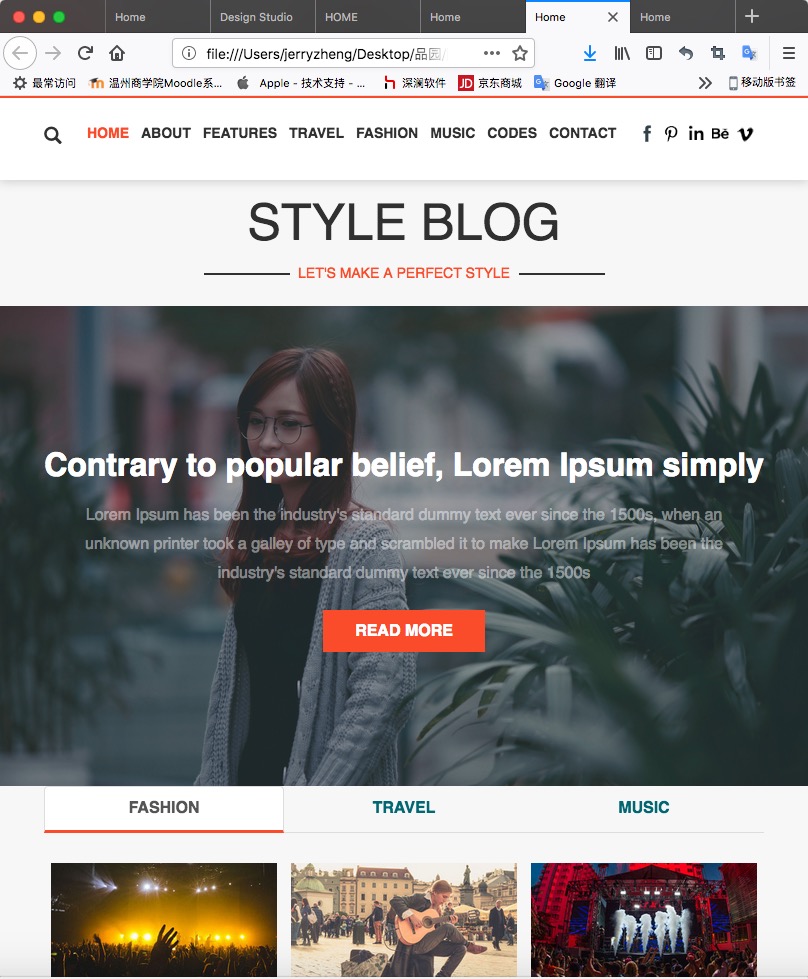 Home
Design Studio
HOME
Home
Home
Home
file:///Users/jerryzheng/Desktop/品园/
最常访问
温州商学院Moodle系...
Apple - 技术支持 - ...
深澜软件
JD 京东商城
Google 翻译
移动版书签
HOME ABOUT FEATURES TRAVEL FASHION MUSIC CODES CONTACT
STYLE BLOG
LET'S MAKE A PERFECT STYLE
Contrary to popular belief, Lorem Ipsum simply
Lorem Ipsum has been the industry's standard dummy text ever since the 1500s, when an
unknown printer took a galley of type and scrambled it to make Lorem Ipsum has been the
industry's standard dummy text ever since the 1500s
READ MORE
FASHION
TRAVEL
MUSIC